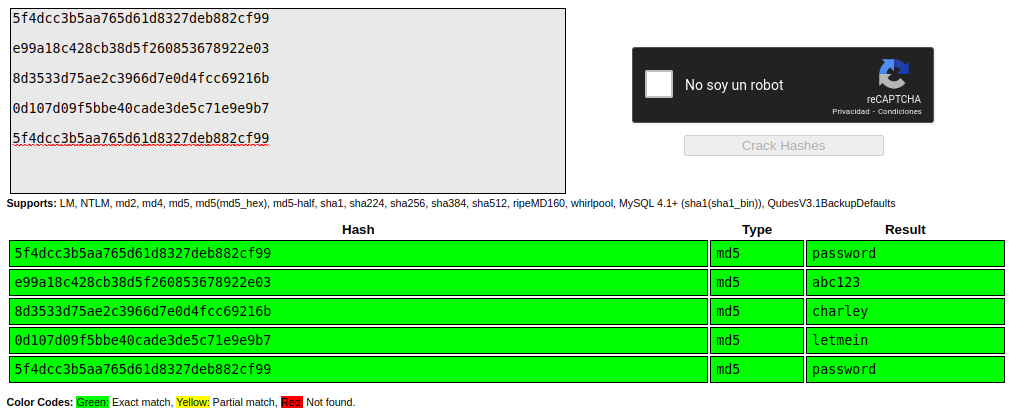 5f4dcc3b5aa765d61d8327deb882cf99
e99a18c428cb38d5f260853678922e03
8d3533d75ae2c3966d7e0d4fcc69216b
0d107d09f5bbe40cade3de5c71e9e9b7
5f4dcc3b5aa765d61d8327deb882cf99
No soy un robot
reCAPTCHA
Privacidad - Condiciones
Crack Hashes
Supports: LM, NTLM, md2, md4, md5, md5(md5_hex), md5-half, sha1, sha224, sha256, sha384, sha512, ripeMD160, whirlpool, MySQL 4.1+ (sha1(sha1_bin)), QubesV3.1BackupDefaults
Hash Type Result
5f4dcc3b5aa765d61d8327deb882cf99 md5 password
e99a18c428cb38d5f260853678922e03 md5 abc123
8d3533d75ae2c3966d7e0d4fcc69216b md5 charley
0d107d09f5bbe40cade3de5c71e9e9b7 md5 letmein
5f4dcc3b5aa765d61d8327deb882cf99 md5 password
Color Codes: Green: Exact match, Yellow: Partial match, Red: Not found.